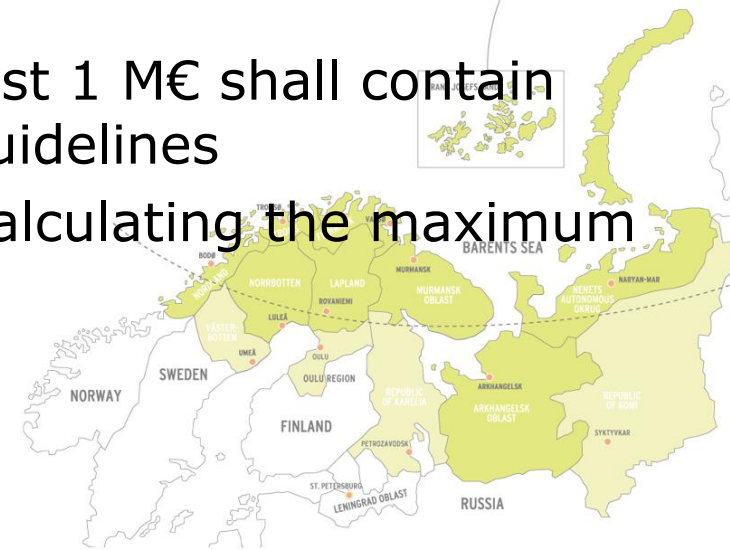 st 1 M€ shall contain
uidelines
alculating the maximum
BARENTS SEA
BODØ
MURMANSK
NARYAN-MAR
NORRBOTTEN
LAPLAND
MURMANSK
OBLAST
NENETS
AUTONOMOUS
OKRUG
ROVANIEMI
LULEÅ
VÄSTER
BOTTEN
UMEÅ
OULU
SWEDEN
OULU REGION
NORWAY
REPUBLIC
OF KARELIA
ARKHANGELSK
ARKHANGELSK
OBLAST
REPUBLIC
OF KOMI
FINLAND
SYKTYVKAR
PETROZAVODSK
ST. PETERSBURG
LENINGRAD OBLAST
RUSSIA